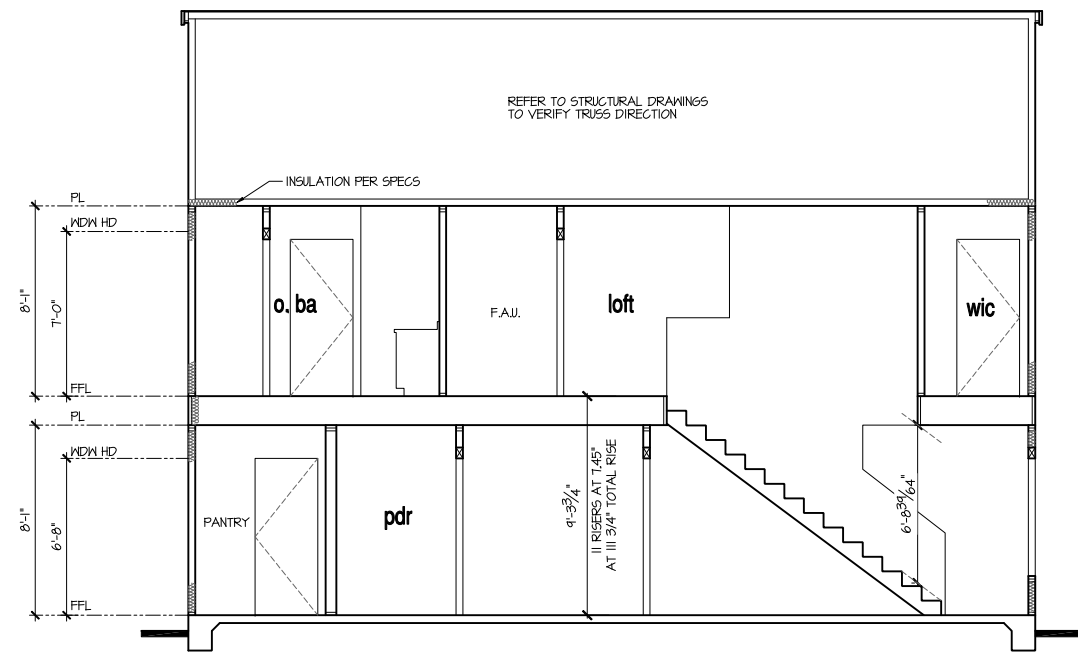 REFER TO STRUCTURAL DRAWINGS
TO VERIFY TRUSS DIRECTION
INSULATION PER SPECS
PL
WDW HD
8'-1"
7'-0"
o. ba
F.A.U.
loft
wic
FFL
PL
WDW HD
8'-1"
6'-8"
PANTRY
pdr
9'-3 3/4"
11 RISERS AT 7.45"
AT 111 3/4" TOTAL RISE
6'-8 39/64"
FFL